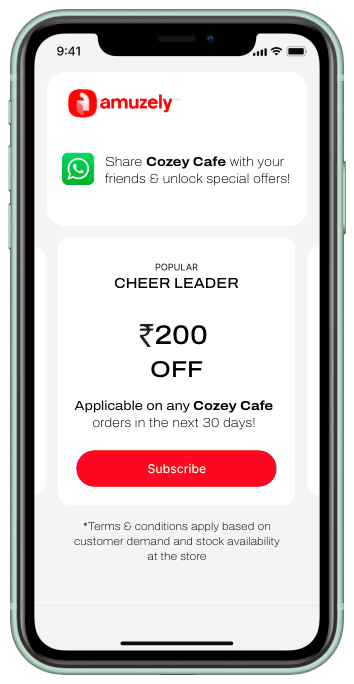 9:41
amuzely™
Share Cozey Cafe with your
friends & unlock special offers!
POPULAR
CHEER LEADER
₹200
OFF
Applicable on any Cozey Cafe
orders in the next 30 days!
Subscribe
*Terms & conditions apply based on
customer demand and stock availability
at the store